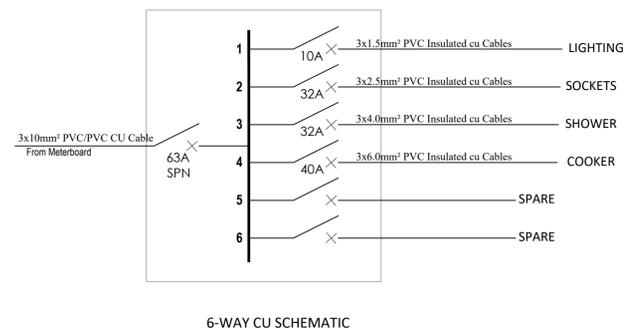 1 10A 3x1.5mm² PVC Insulated cu Cables LIGHTING
2 32A 3x2.5mm² PVC Insulated cu Cables SOCKETS
3 32A 3x4.0mm² PVC Insulated cu Cables SHOWER
3x10mm² PVC/PVC CU Cable
From Meterboard
63A
SPN
4 40A 3x6.0mm² PVC Insulated cu Cables COOKER
5 SPARE
6 SPARE
6-WAY CU SCHEMATIC